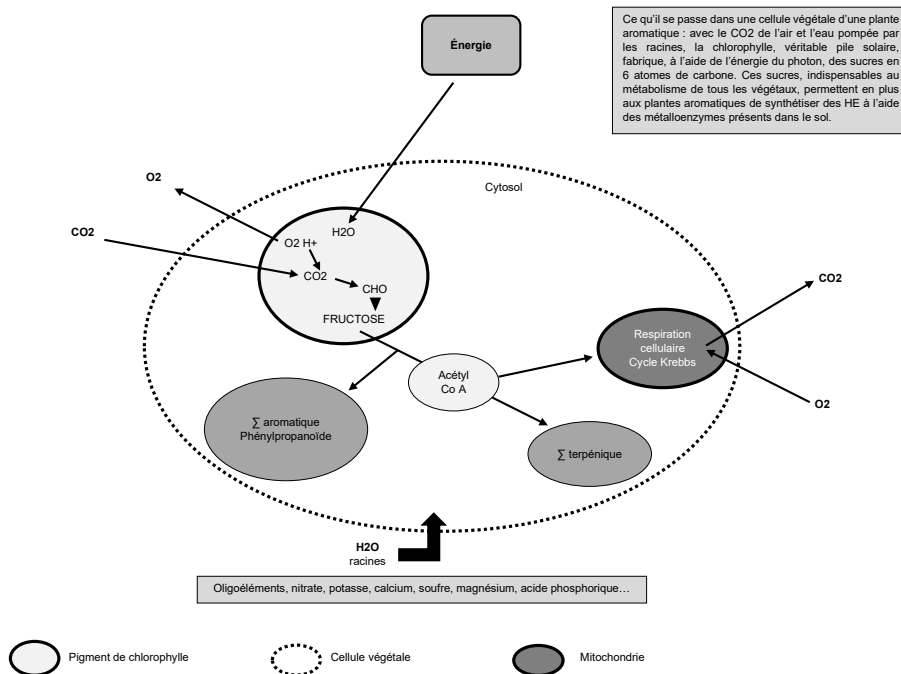 Énergie
Ce qu’il se passe dans une cellule végétale d’une plante
aromatique : avec le CO2 de l’air et l’eau pompée par
les racines, la chlorophylle, véritable pile solaire,
fabrique, à l’aide de l’énergie du photon, des sucres en
6 atomes de carbone. Ces sucres, indispensables au
métabolisme de tous les végétaux, permettent en plus
aux plantes aromatiques de synthétiser des HE à l’aide
des métalloenzymes présents dans le sol.
O2
Cytosol
CO2
H2O
O2 H+
CO2
CHO
FRUCTOSE
CO2
Respiration
cellulaire
Cycle Krebbs
Acétyl
Co A
O2
∑ aromatique
Phénylpropanoïde
∑ terpénique
H2O
racines
Oligoéléments, nitrate, potasse, calcium, soufre, magnésium, acide phosphorique…
Pigment de chlorophylle
Cellule végétale
Mitochondrie